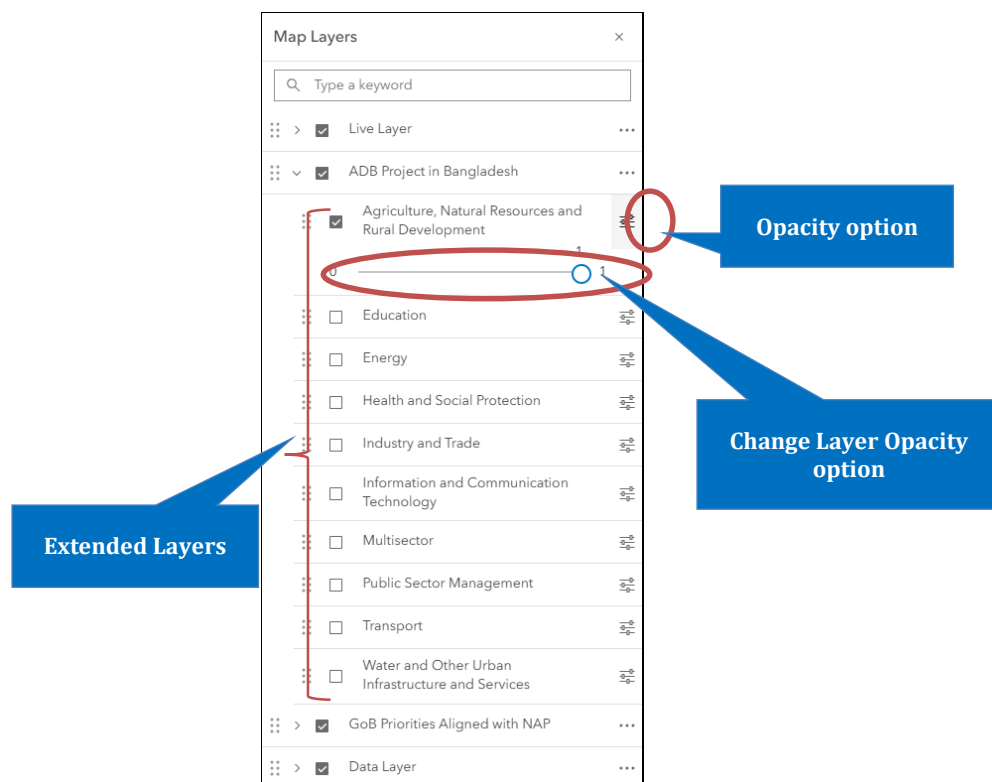 Map Layers
Type a keyword
Live Layer
ADB Project in Bangladesh
Agriculture, Natural Resources and
Rural Development
1
0
1
Education
Energy
Health and Social Protection
Industry and Trade
Information and Communication
Technology
Multisector
Public Sector Management
Transport
Water and Other Urban
Infrastructure and Services
GoB Priorities Aligned with NAP
Data Layer
Opacity option
Change Layer Opacity
option
Extended Layers